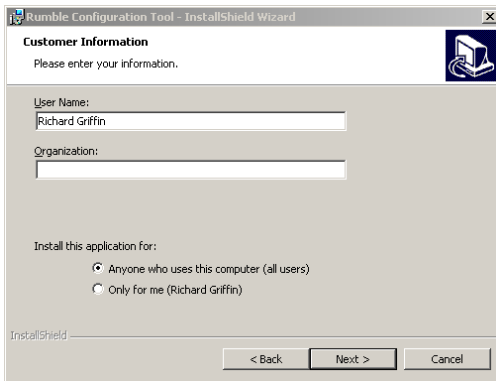 Rumble Configuration Tool - InstallShield Wizard
Customer Information
Please enter your information.
User Name:
Richard Griffin
Organization:
Install this application for:
Anyone who uses this computer (all users)
Only for me (Richard Griffin)
InstallShield
< Back Next > Cancel